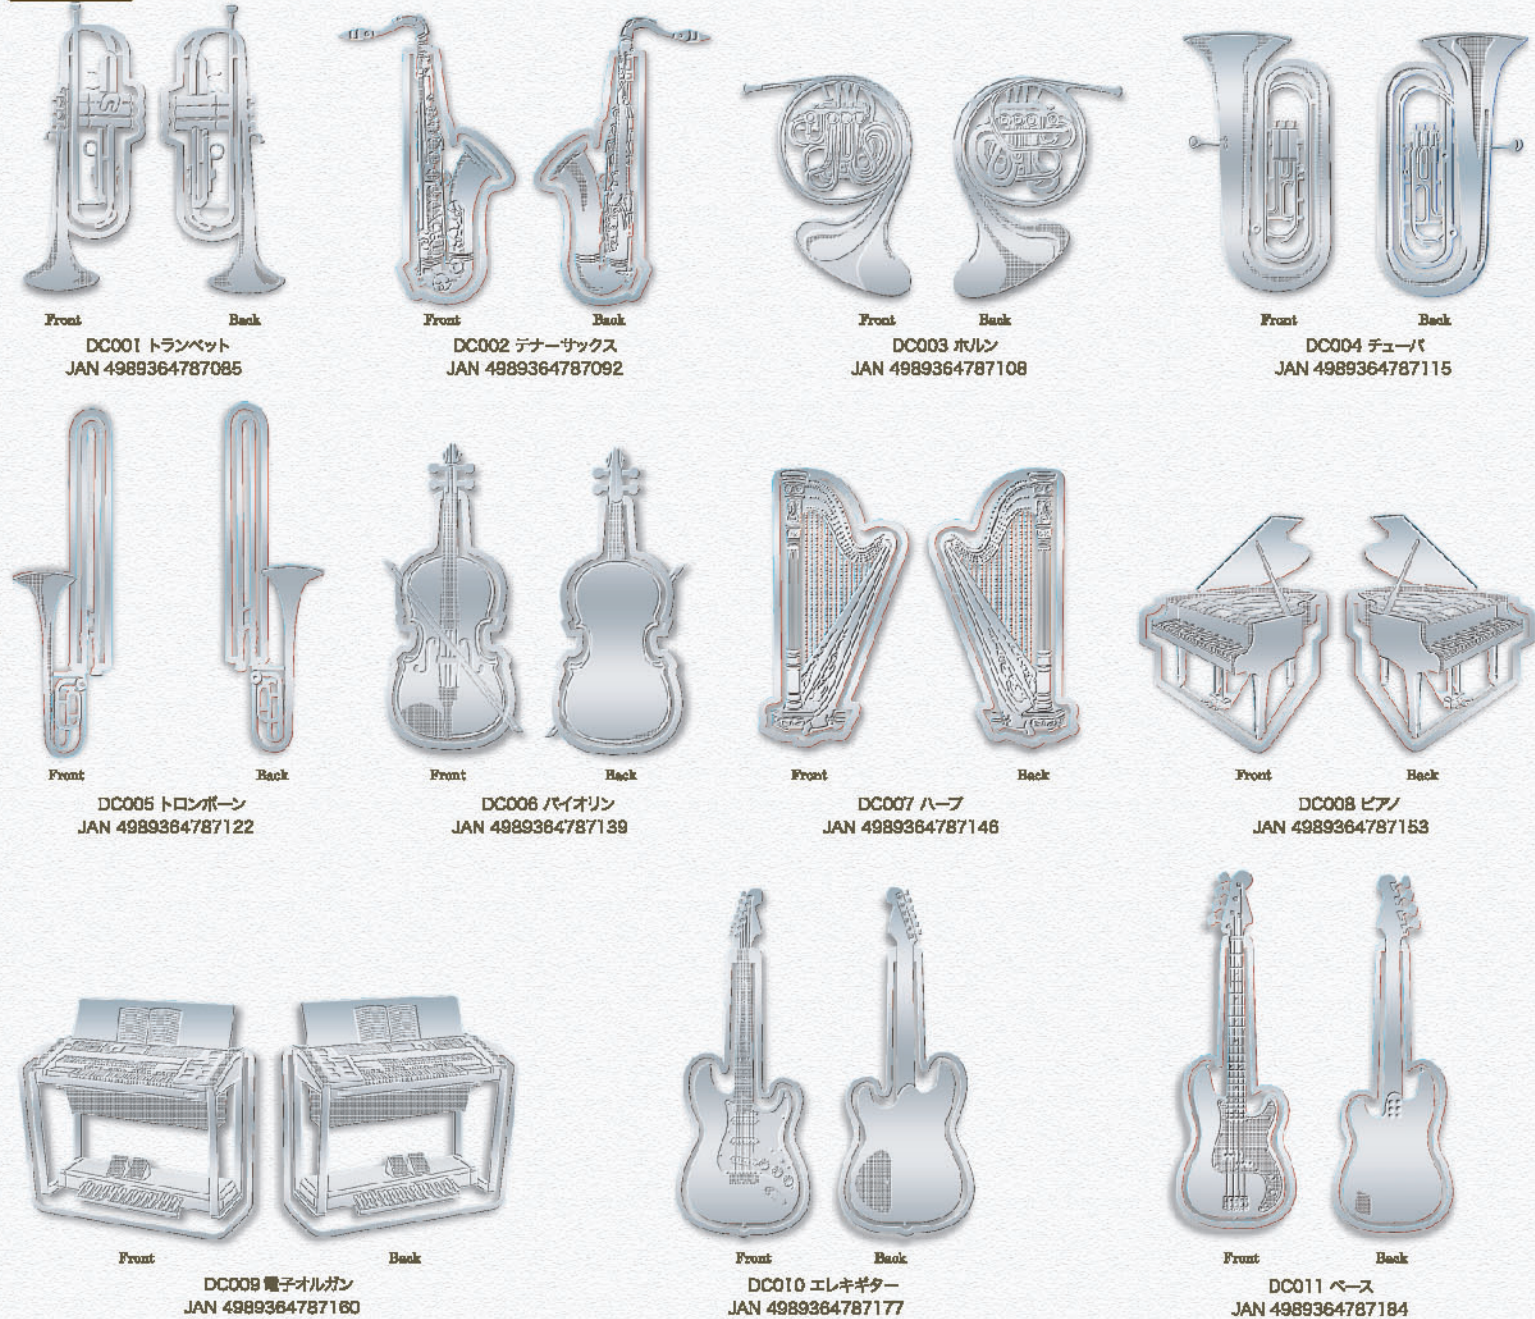 Front Back Front Back Front Back Front Back
DC001 トランペット
JAN 4989364787085
DC002 テナーサックス
JAN 4989364787092
DC003 ホルン
JAN 4989364787108
DC004 チューバ
JAN 4989364787115
Front Back Front Back Front Back Front Back
DC005 トロンボーン
JAN 4989364787122
DC006 バイオリン
JAN 4989364787139
DC007 ハープ
JAN 4989364787146
DC008 ピアノ
JAN 4989364787153
Front Back Front Back Front Back
DC009 電子オルガン
JAN 4989364787160
DC010 エレキギター
JAN 4989364787177
DC011 ベース
JAN 4989364787184